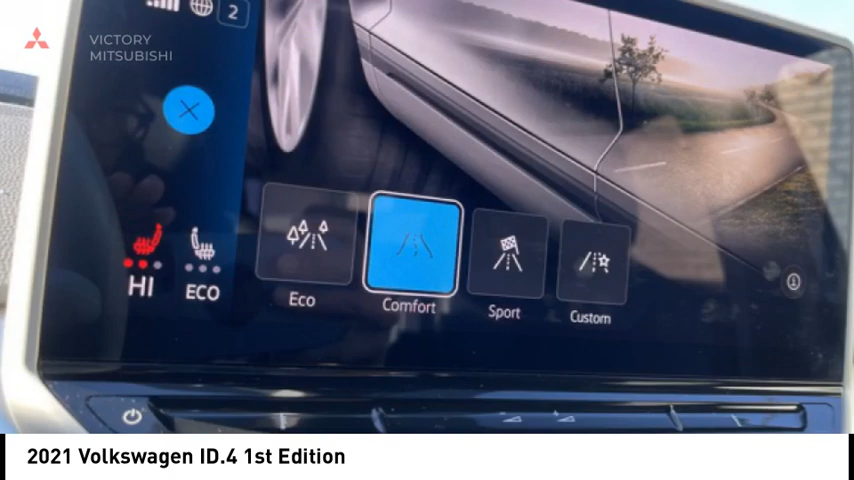 2
VICTORY
MITSUBISHI
HI
ECO
Eco
Comfort
Sport
Custom
2021 Volkswagen ID.4 1st Edition